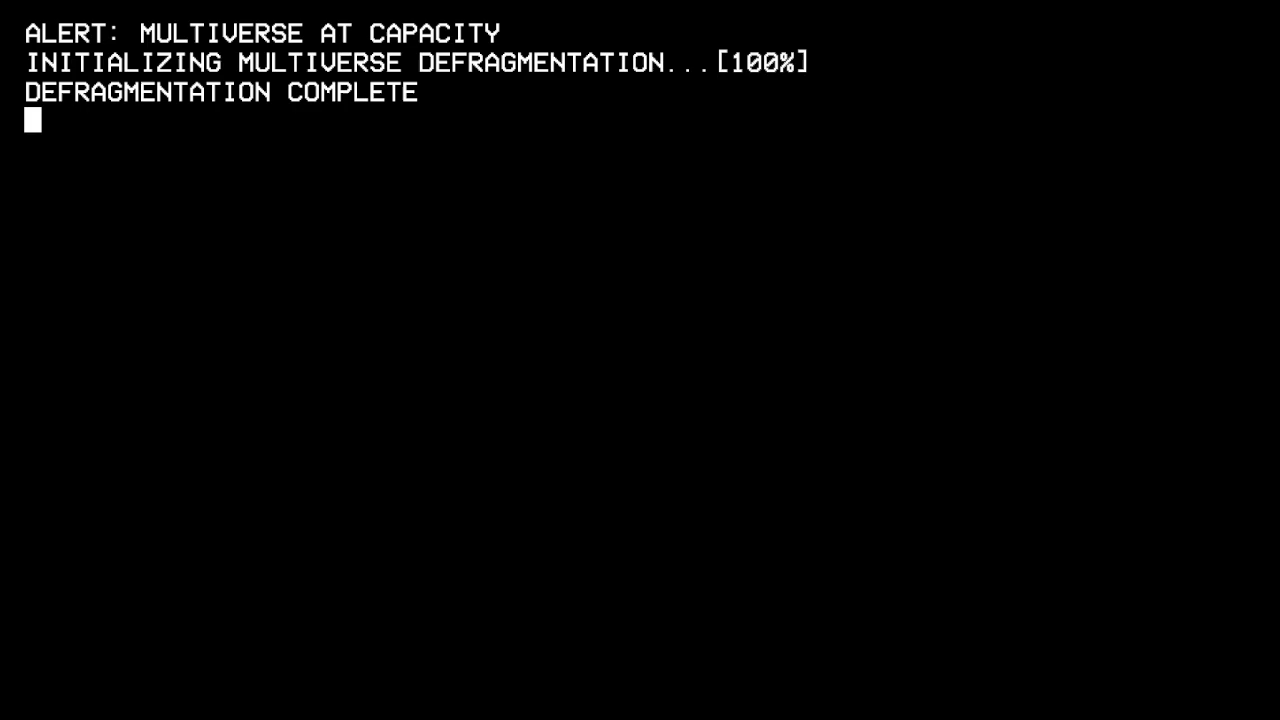 ALERT: MULTIVERSE AT CAPACITY
INITIALIZING MULTIVERSE DEFRAGMENTATION...[100%]
DEFRAGMENTATION COMPLETE